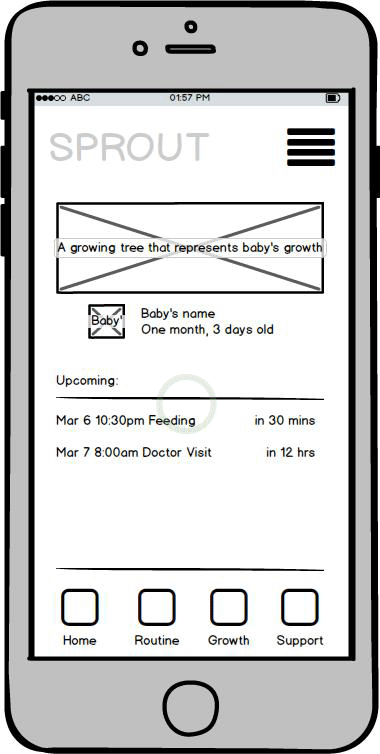 ABC 01:57 PM
SPROUT
A growing tree that represents baby's growth
Baby'
Baby's name
One month, 3 days old
Upcoming:
Mar 6 10:30pm Feeding in 30 mins
Mar 7 8:00am Doctor Visit in 12 hrs
Home Routine Growth Support